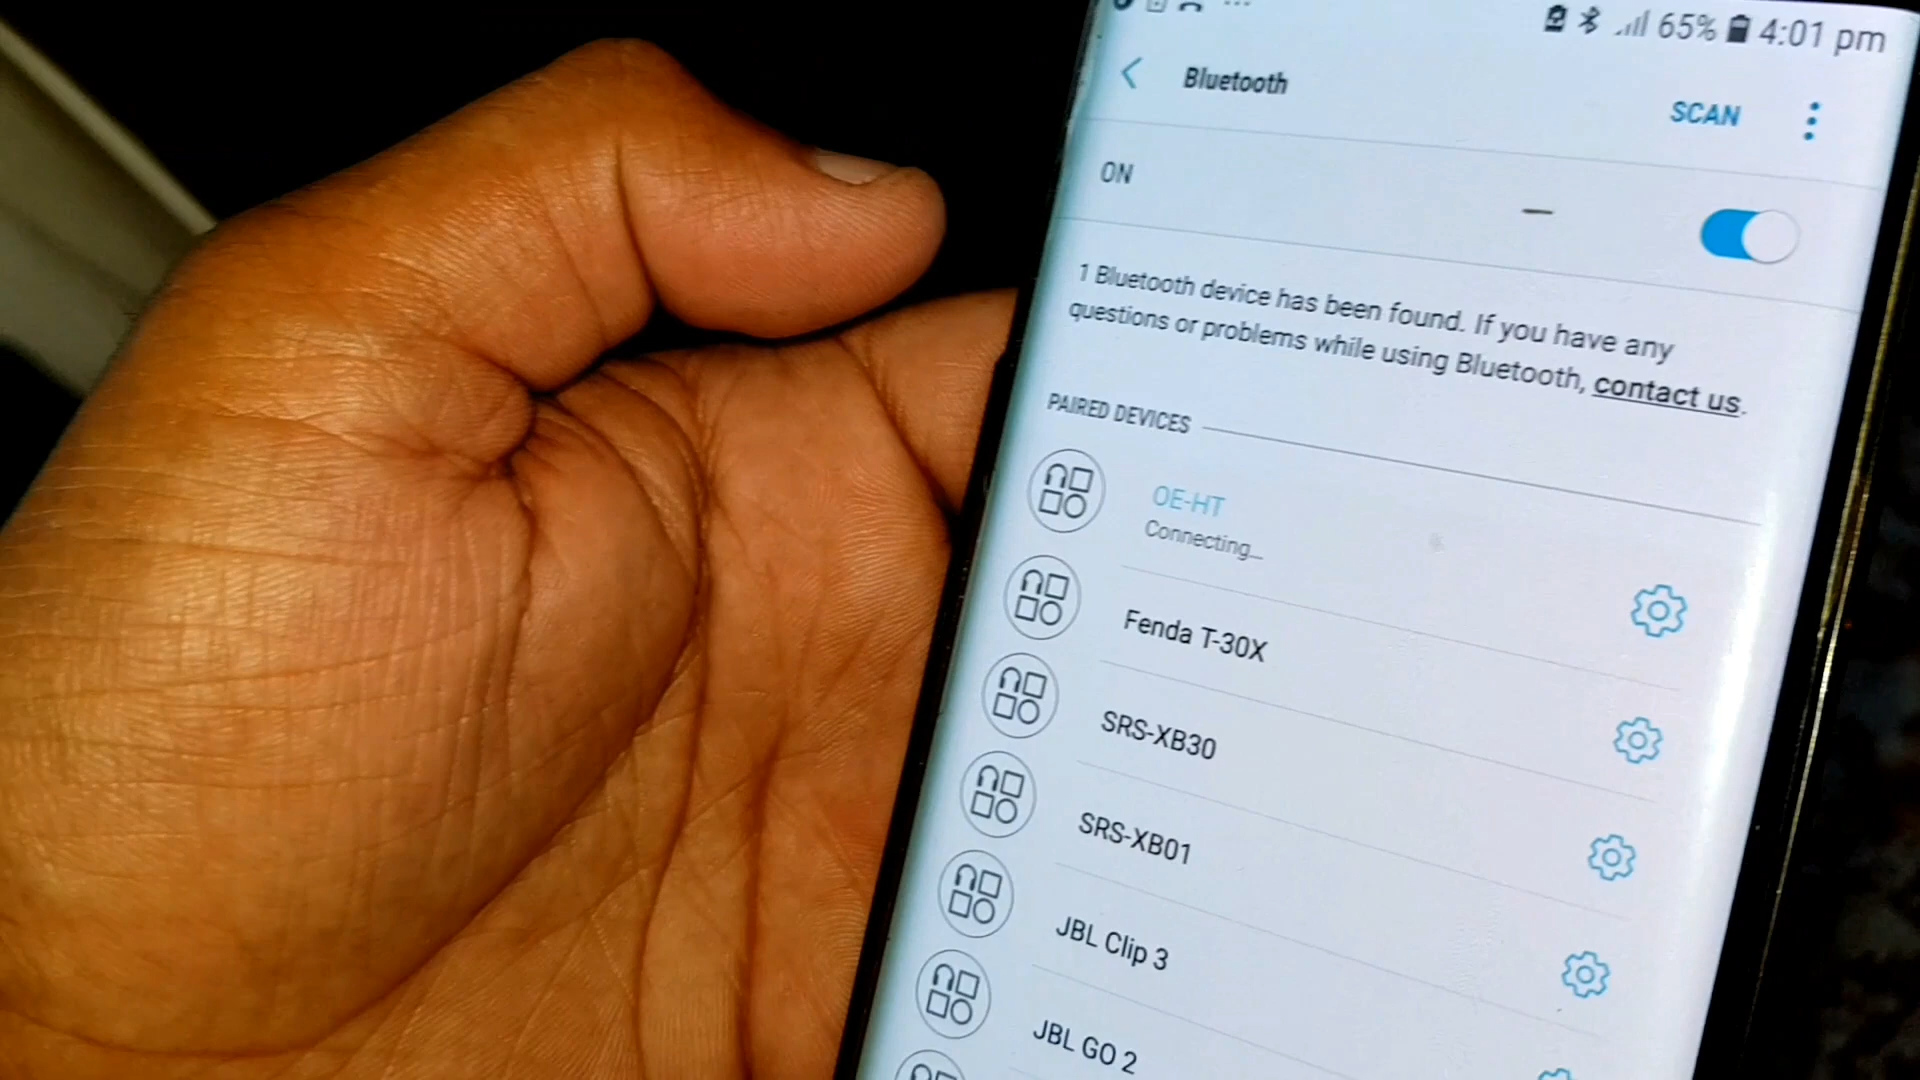 65% 4:01 pm
Bluetooth
SCAN
ON
1 Bluetooth device has been found. If you have any
questions or problems while using Bluetooth, contact us.
PAIRED DEVICES
OE-HT
Connecting...
Fenda T-30X
SRS-XB30
SRS-XB01
JBL Clip 3
JBL GO 2